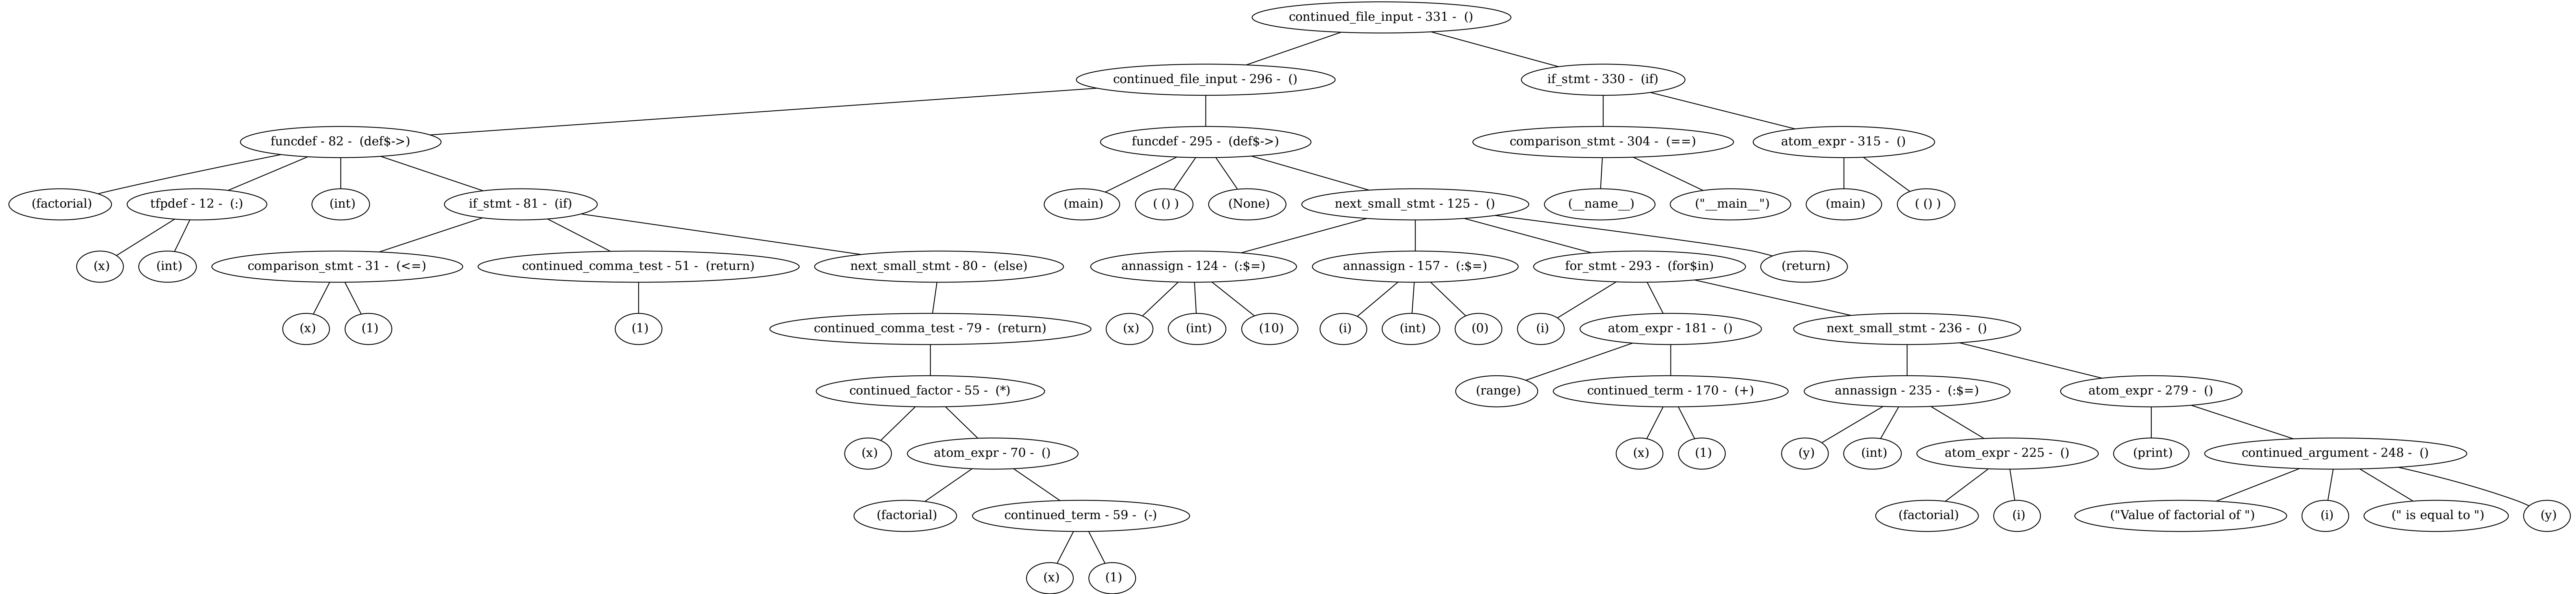 continued_file_input - 331 - ()
continued_file_input - 296 - ()
if_stmt - 330 - (if)
funcdef - 82 - (def$->)
funcdef - 295 - (def$->)
comparison_stmt - 304 - (==)
atom_expr - 315 - ()
(factorial)
tfpdef - 12 - (:)
(int)
if_stmt - 81 - (if)
(main)
( () )
(None)
next_small_stmt - 125 - ()
(__name__)
("__main__")
(main)
( () )
(x)
(int)
comparison_stmt - 31 - (<=)
continued_comma_test - 51 - (return)
next_small_stmt - 80 - (else)
annassign - 124 - (:$=)
annassign - 157 - (:$=)
for_stmt - 293 - (for$in)
(return)
(x)
(1)
(1)
continued_comma_test - 79 - (return)
(x)
(int)
(10)
(i)
(int)
(0)
(i)
atom_expr - 181 - ()
next_small_stmt - 236 - ()
continued_factor - 55 - (*)
(range)
continued_term - 170 - (+)
annassign - 235 - (:$=)
atom_expr - 279 - ()
(x)
atom_expr - 70 - ()
(x)
(1)
(y)
(int)
atom_expr - 225 - ()
(print)
continued_argument - 248 - ()
(factorial)
continued_term - 59 - (-)
(factorial)
(i)
("Value of factorial of ")
(i)
(" is equal to ")
(y)
(x)
(1)